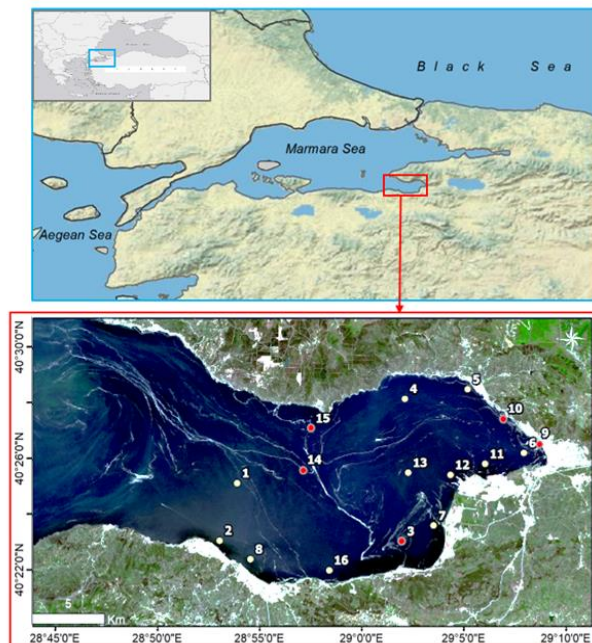 Black Sea
Marmara Sea
Aegean Sea
40°30'N
40°26'0"N
40°22'0"N
4
5
15
10
9
6
14
13
12
11
1
7
2
8
3
16
5
Km
28°45'0"E
28°50'0"E
28°55'0"E
29°0'0"E
29°5'0"E
29°10'0"E